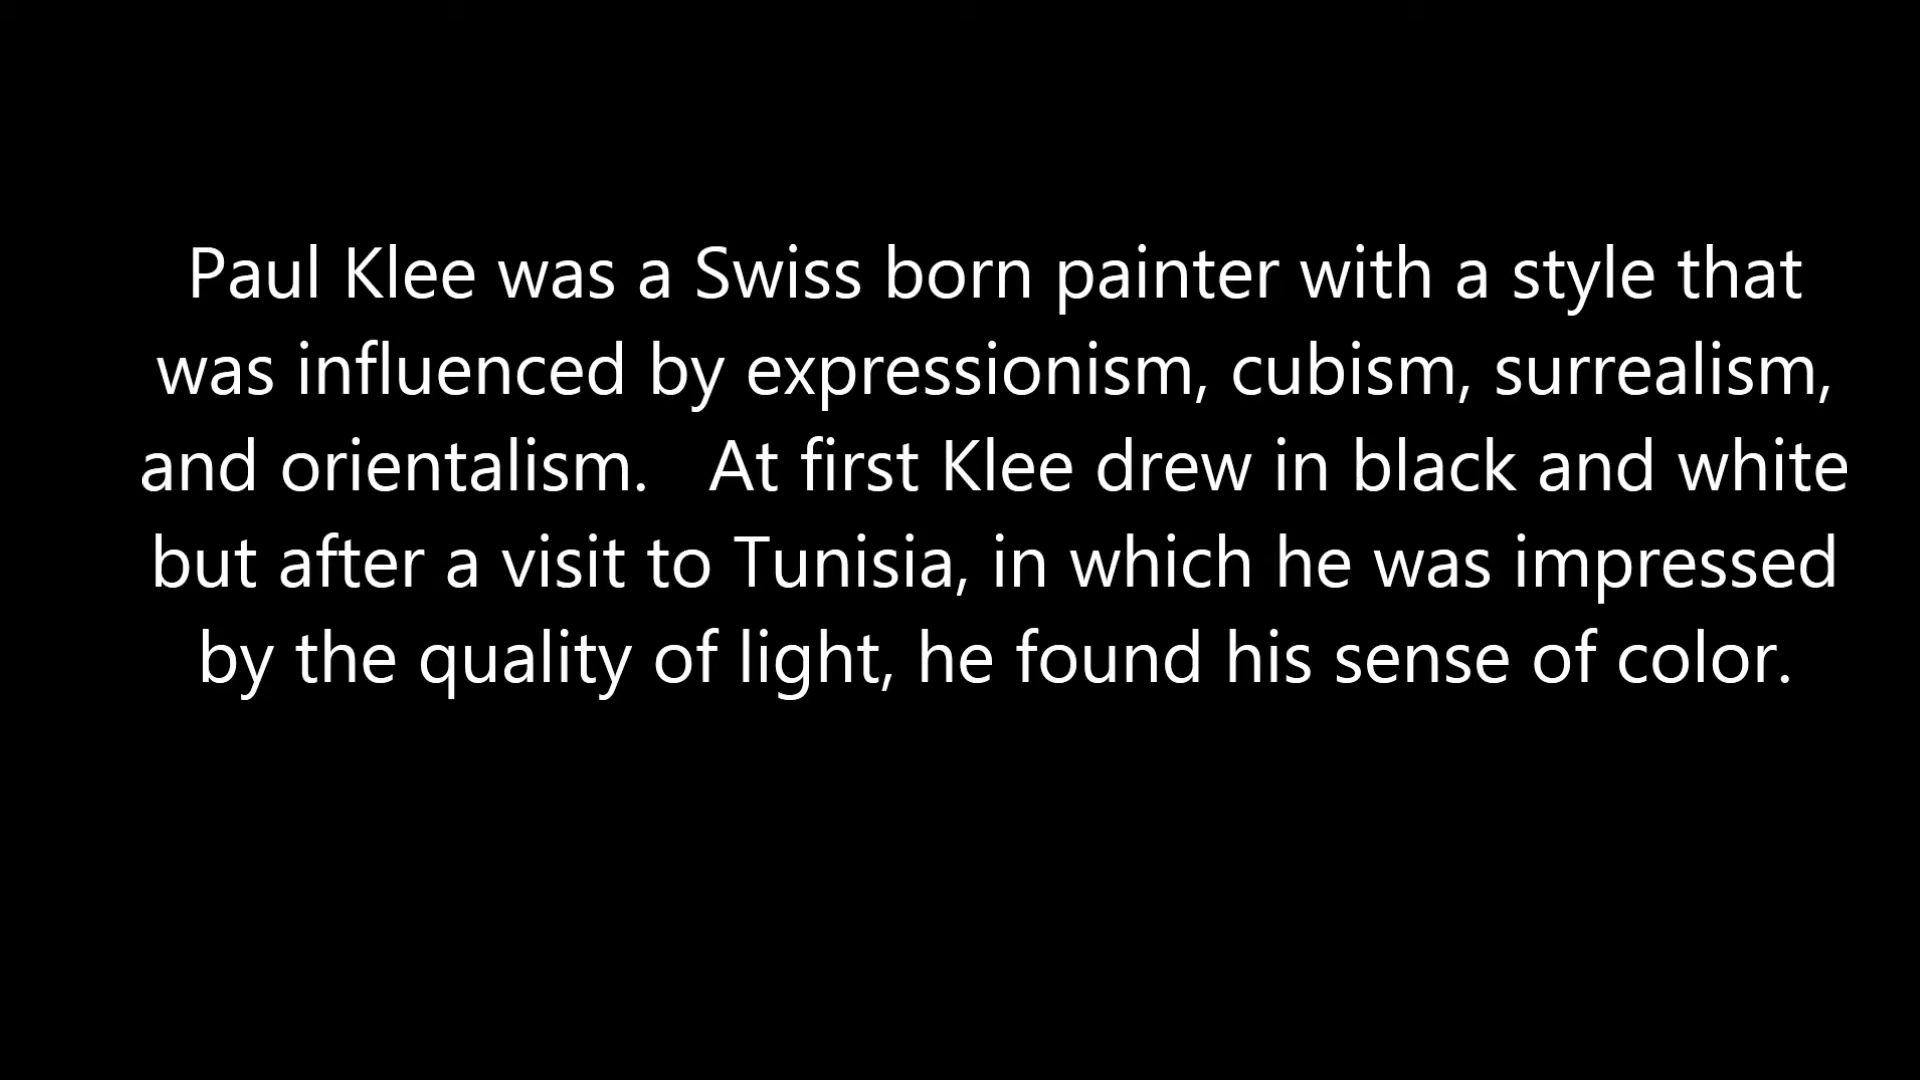 Paul Klee was a Swiss born painter with a style that
was influenced by expressionism, cubism, surrealism,
and orientalism.   At first Klee drew in black and white
but after a visit to Tunisia, in which he was impressed
by the quality of light, he found his sense of color.